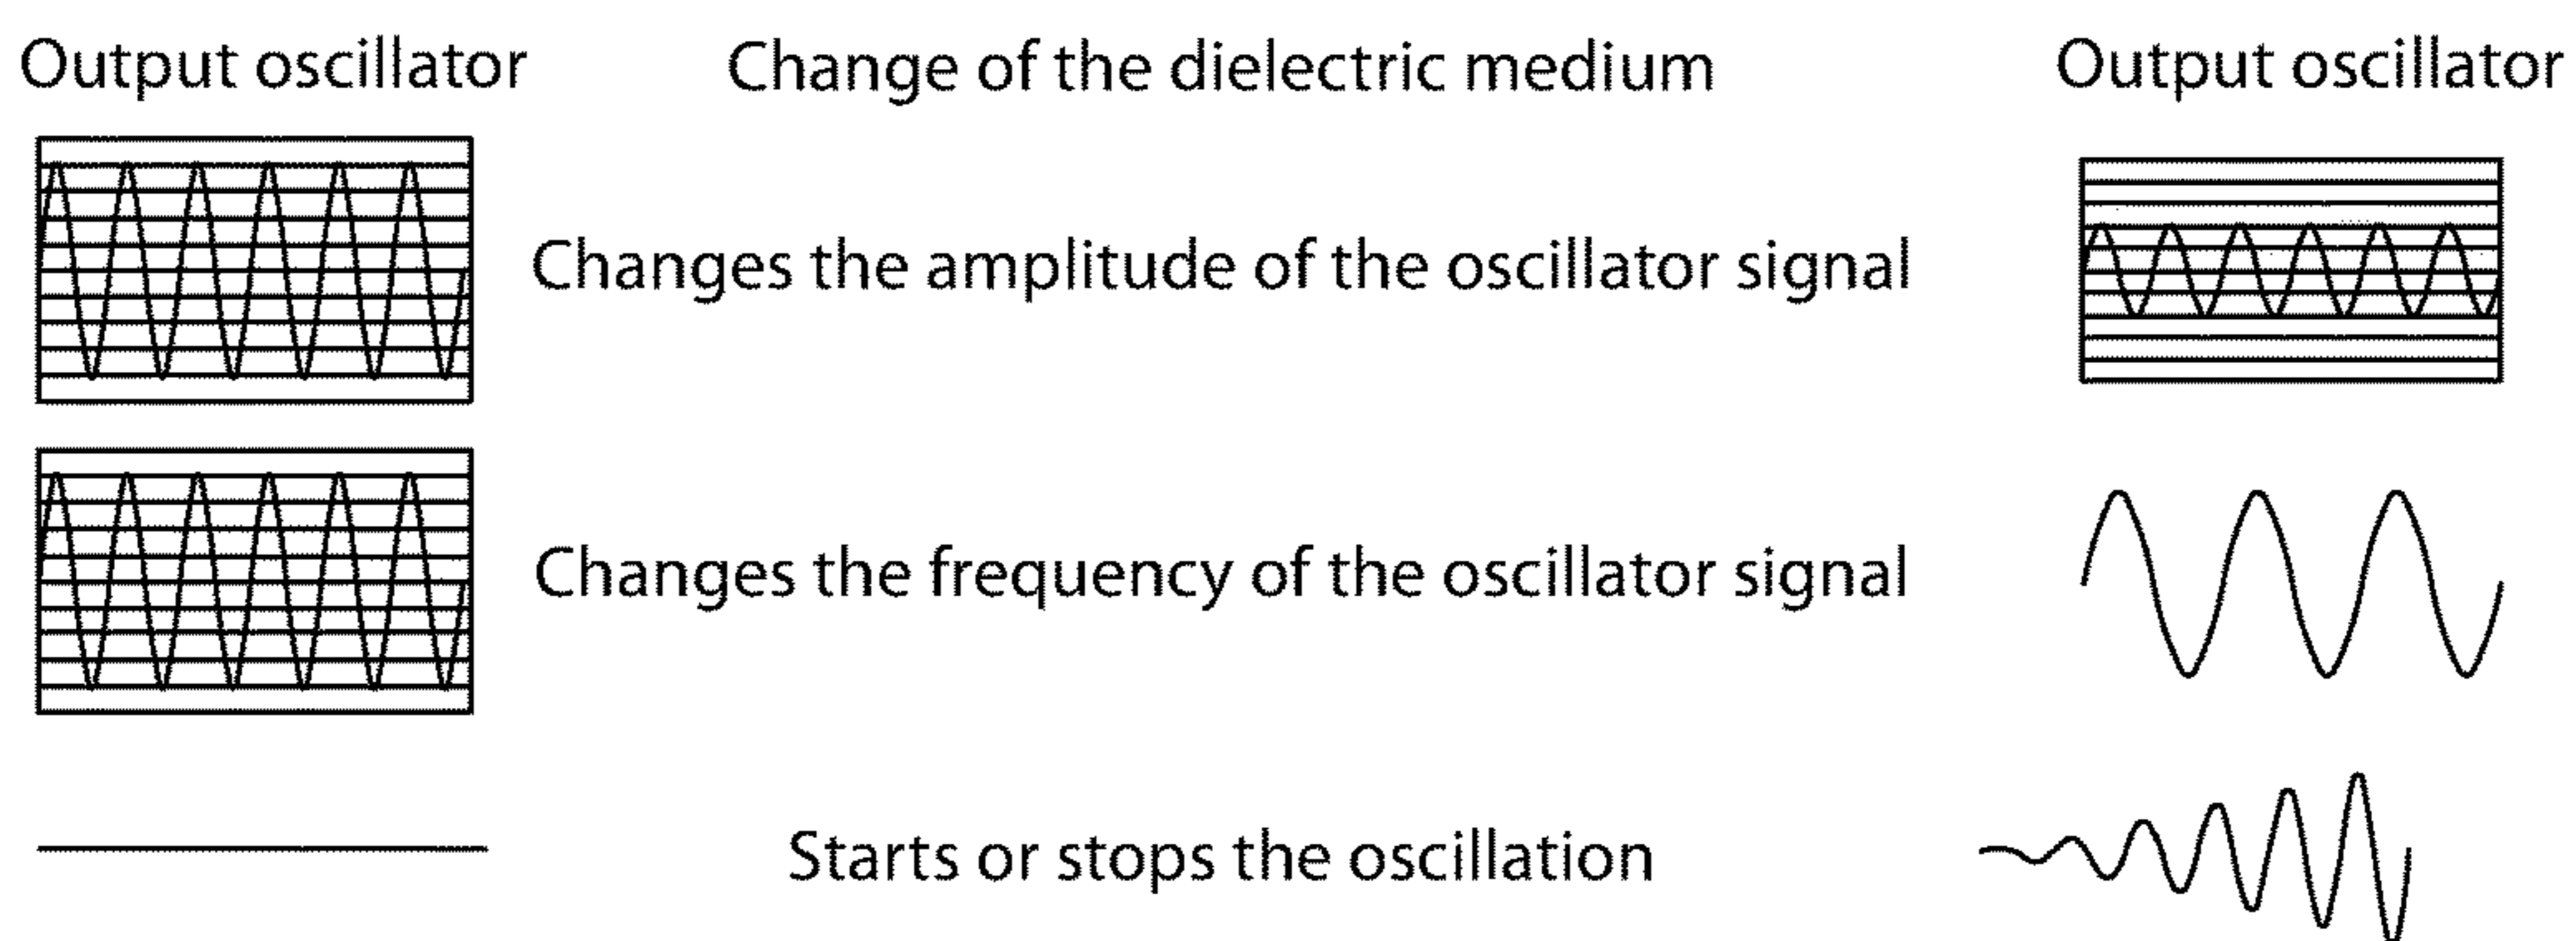 Output oscillator
Change of the dielectric medium
Output oscillator
Changes the amplitude of the oscillator signal
Changes the frequency of the oscillator signal
Starts or stops the oscillation